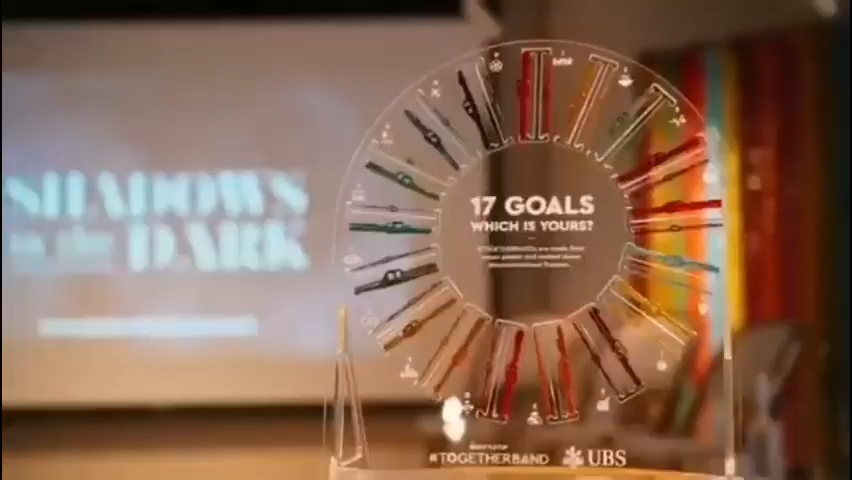 SHADOWS
in the
DARK
17 GOALS
WHICH IS YOURS?
#TOGETHERBAND
UBS